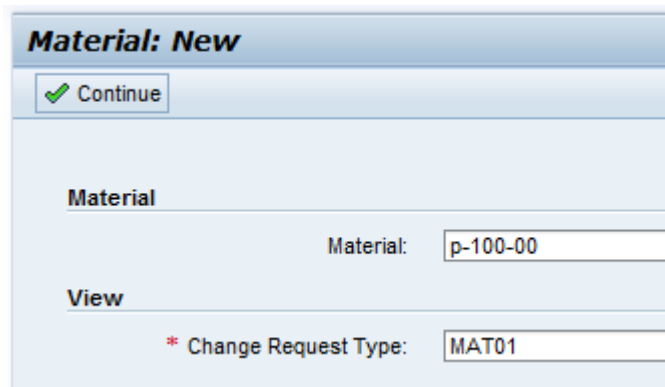 Material: New
Continue
Material
Material: p-100-00
View
* Change Request Type: MAT01